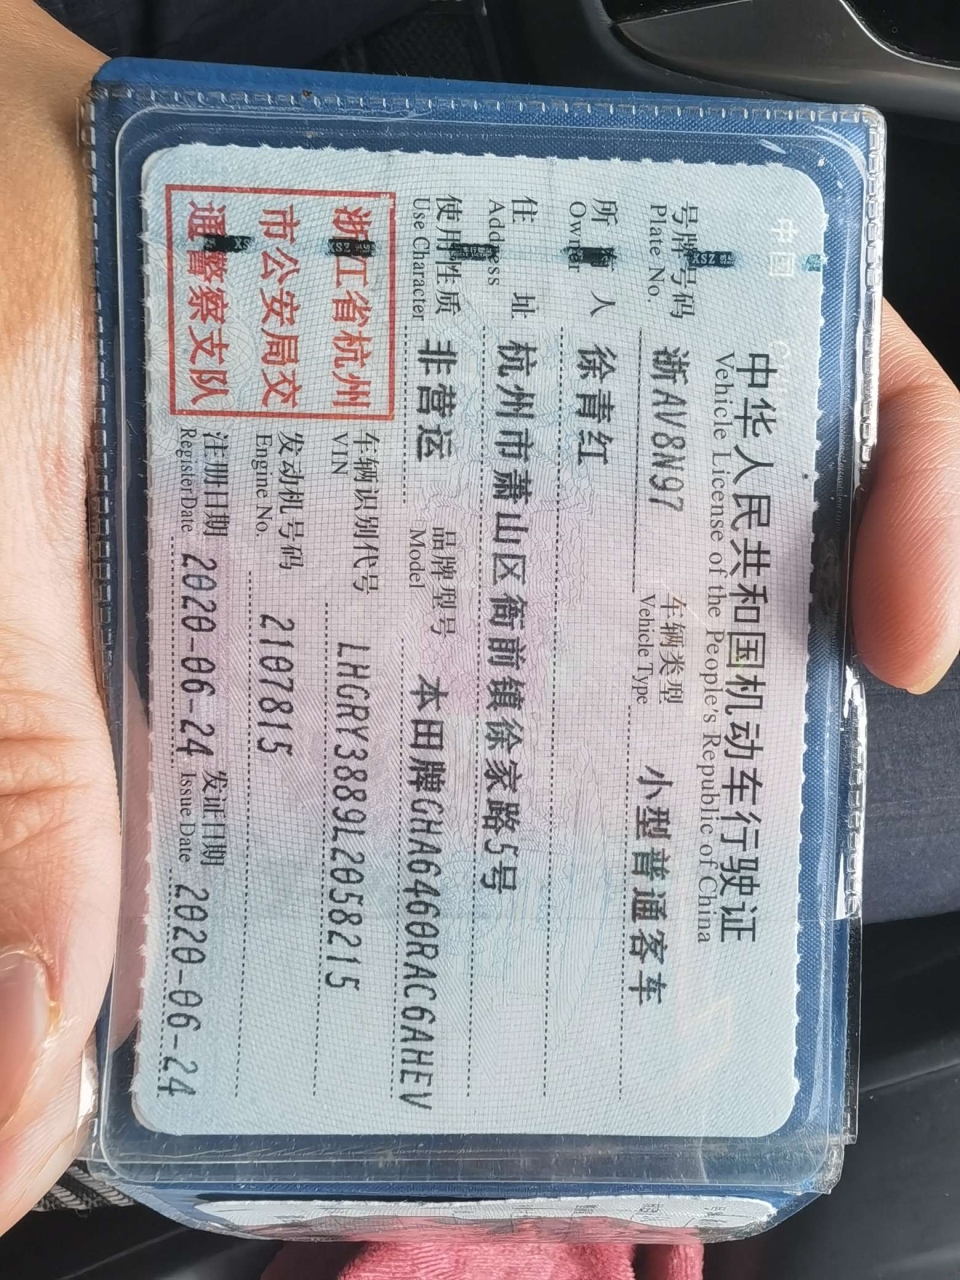 中华人民共和国机动车行驶证
Vehicle License of the People's Republic of China
号牌号码 浙AV8N97 车辆类型 小型普通客车
Plate No. Vehicle Type
所有人 徐青红
Owner
住址 杭州市萧山区衙前镇徐家路5号
Address
使用性质 非营运 品牌型号 本田牌GHA6460RAC6AHEV
Use Character Model
浙江省杭州
市公安局交
通警察支队
车辆识别代号 LHGRY3889L2058215
VIN
发动机号码 2107815
Engine No.
注册日期 2020-06-24 发证日期 2020-06-24
Register Date Issue Date